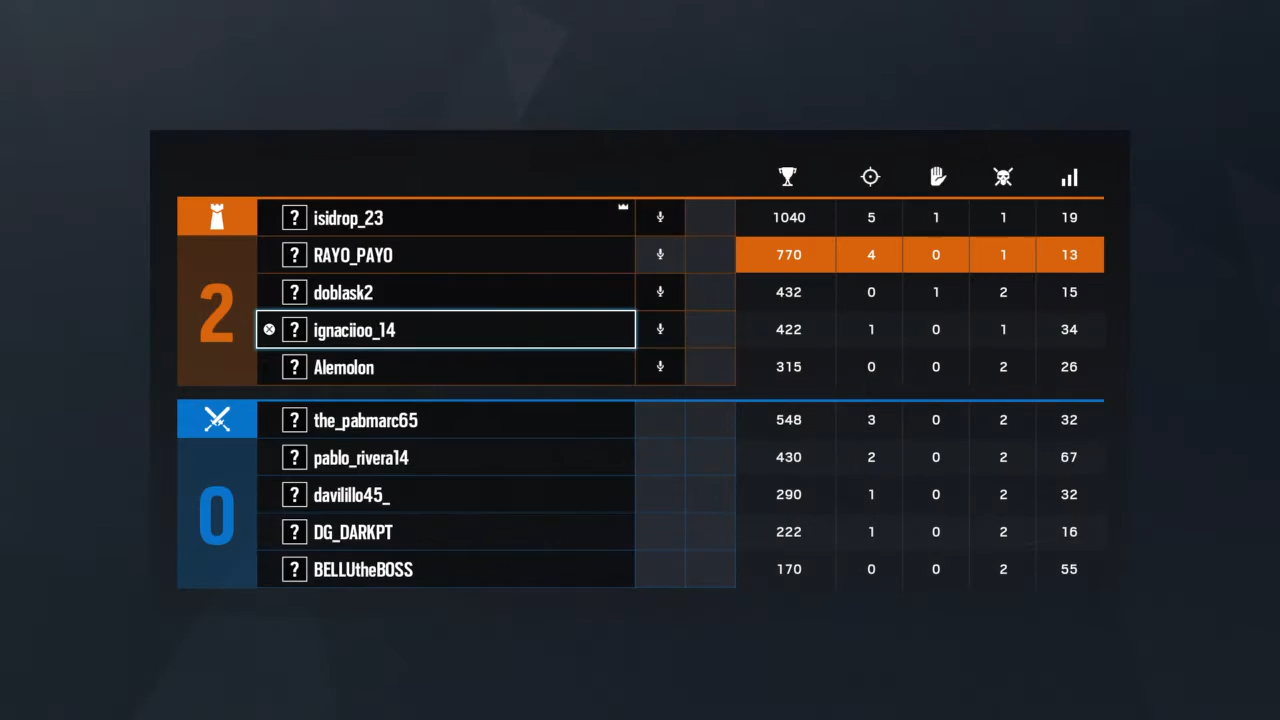 ? isidrop_23 1040 5 1 1 19
? RAYO_PAYO 770 4 0 1 13
2
? doblask2 432 0 1 2 15
? ignaciioo_14 422 1 0 1 34
? Alemolon 315 0 0 2 26
? the_pabmarc65 548 3 0 2 32
? pablo_rivera14 430 2 0 2 67
0
? davilillo45_ 290 1 0 2 32
? DG_DARKPT 222 1 0 2 16
? BELLUtheBOSS 170 0 0 2 55